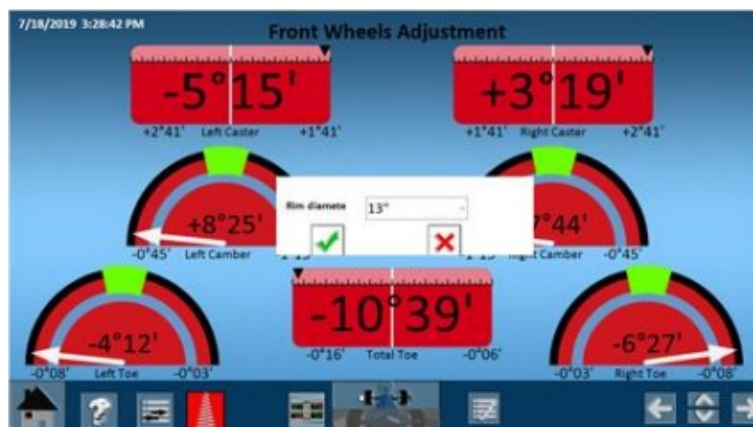 7/18/2019 3:28:42 PM
Front Wheels Adjustment
-5°15' +3°19'
+2°41' Left Caster +1°41' +1°41' Right Caster +2°41'
Rim diamete 13"
+8°25' 7°44'
-0°45' Left Camber Right Camber -0°45'
-4°12' -10°39' -6°27'
-0°16' Total Toe -0°06'
-0°08' Left Toe -0°03' -0°03' Right Toe -0°08'